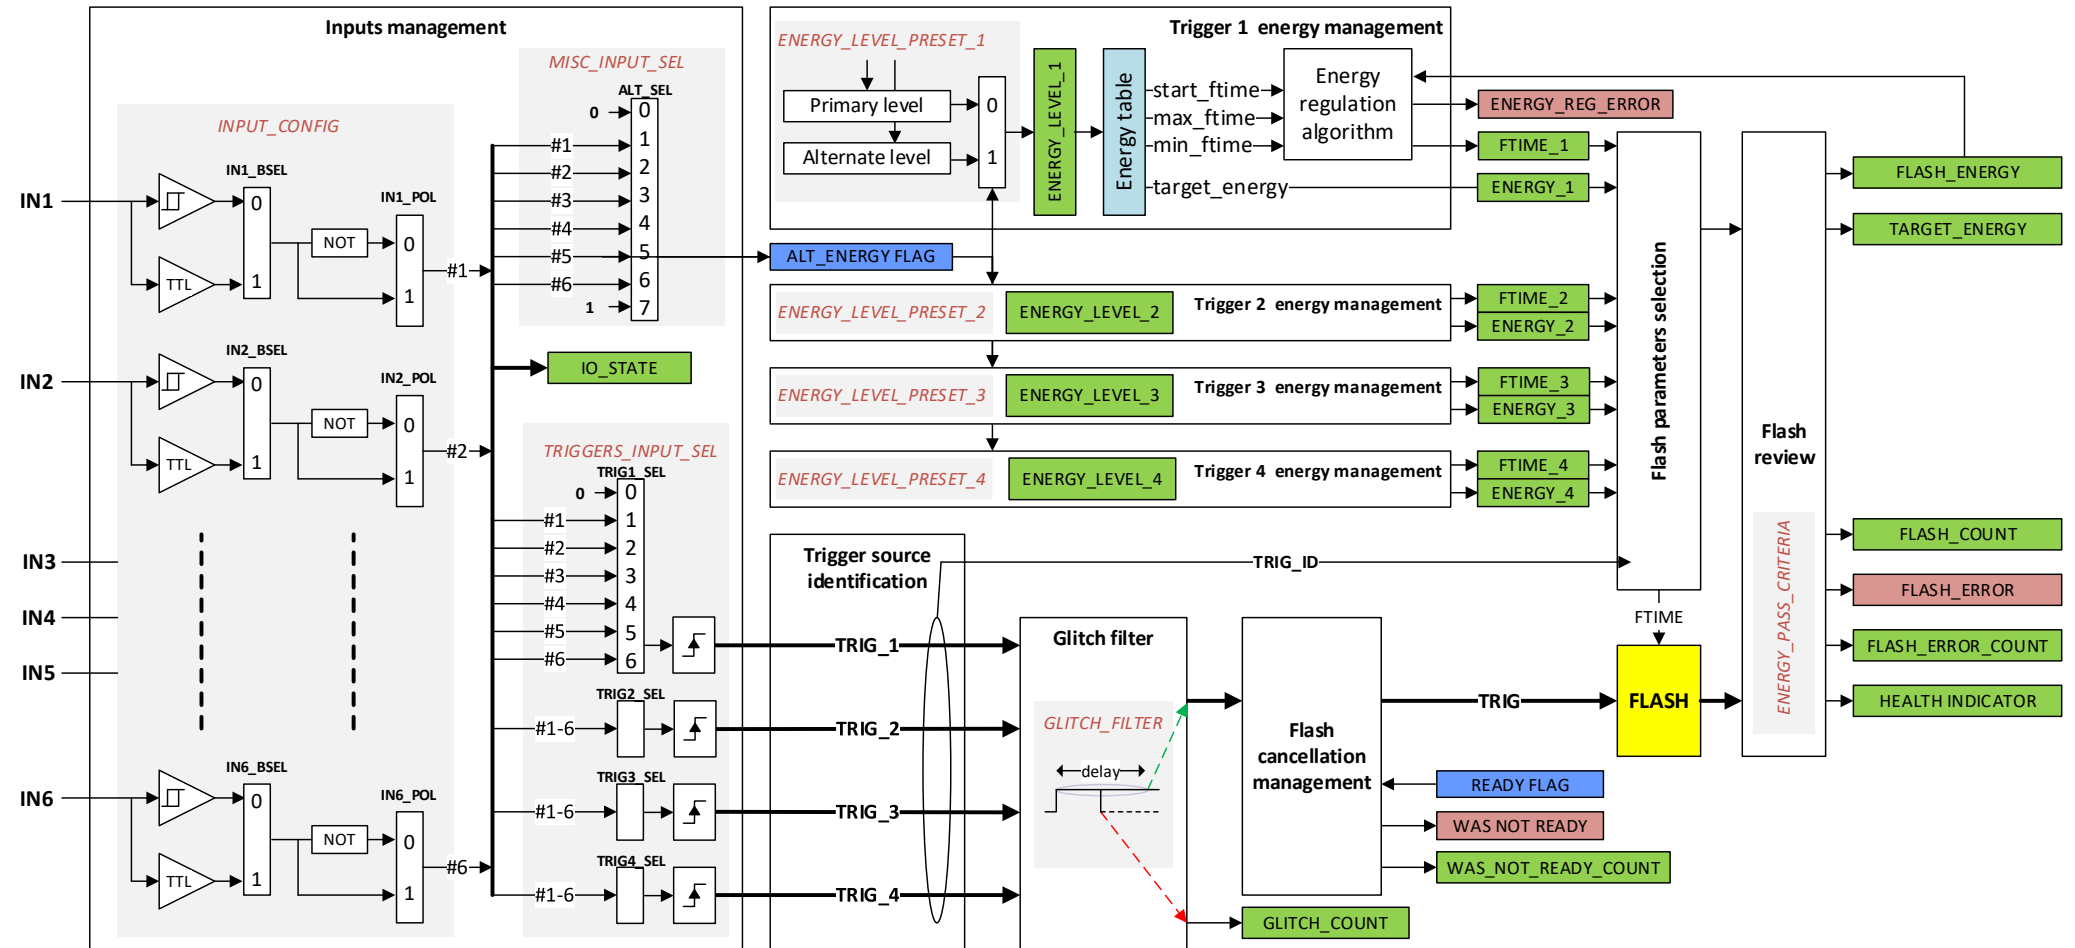 Inputs management
INPUT_CONFIG
IN1
IN1_BSEL
0
1
TTL
NOT
IN1_POL
0
1
#1
IN2
IN2_BSEL
0
1
TTL
NOT
IN2_POL
0
1
#2
IN3
IN4
IN5
IN6
IN6_BSEL
0
1
TTL
NOT
IN6_POL
0
1
#6
MISC_INPUT_SEL
ALT_SEL
0
0
#1
1
#2
2
#3
3
#4
4
#5
5
#6
6
1
7
IO_STATE
TRIGGERS_INPUT_SEL
TRIG1_SEL
0
0
#1
1
#2
2
#3
3
#4
4
#5
5
#6
6
TRIG2_SEL
#1-6
TRIG3_SEL
#1-6
TRIG4_SEL
#1-6
Trigger 1 energy management
ENERGY_LEVEL_PRESET_1
Primary level
Alternate level
0
1
ENERGY_LEVEL_1
Energy table
start_ftime
max_ftime
min_ftime
target_energy
Energy
regulation
algorithm
ENERGY_REG_ERROR
FTIME_1
ENERGY_1
ALT_ENERGY FLAG
ENERGY_LEVEL_PRESET_2
ENERGY_LEVEL_2
Trigger 2 energy management
FTIME_2
ENERGY_2
ENERGY_LEVEL_PRESET_3
ENERGY_LEVEL_3
Trigger 3 energy management
FTIME_3
ENERGY_3
ENERGY_LEVEL_PRESET_4
ENERGY_LEVEL_4
Trigger 4 energy management
FTIME_4
ENERGY_4
Trigger source
identification
TRIG_ID
TRIG_1
TRIG_2
TRIG_3
TRIG_4
Glitch filter
GLITCH_FILTER
delay
GLITCH_COUNT
Flash
cancellation
management
TRIG
READY FLAG
WAS NOT READY
WAS_NOT_READY_COUNT
Flash parameters selection
FTIME
FLASH
Flash
review
ENERGY_PASS_CRITERIA
FLASH_ENERGY
TARGET_ENERGY
FLASH_COUNT
FLASH_ERROR
FLASH_ERROR_COUNT
HEALTH INDICATOR